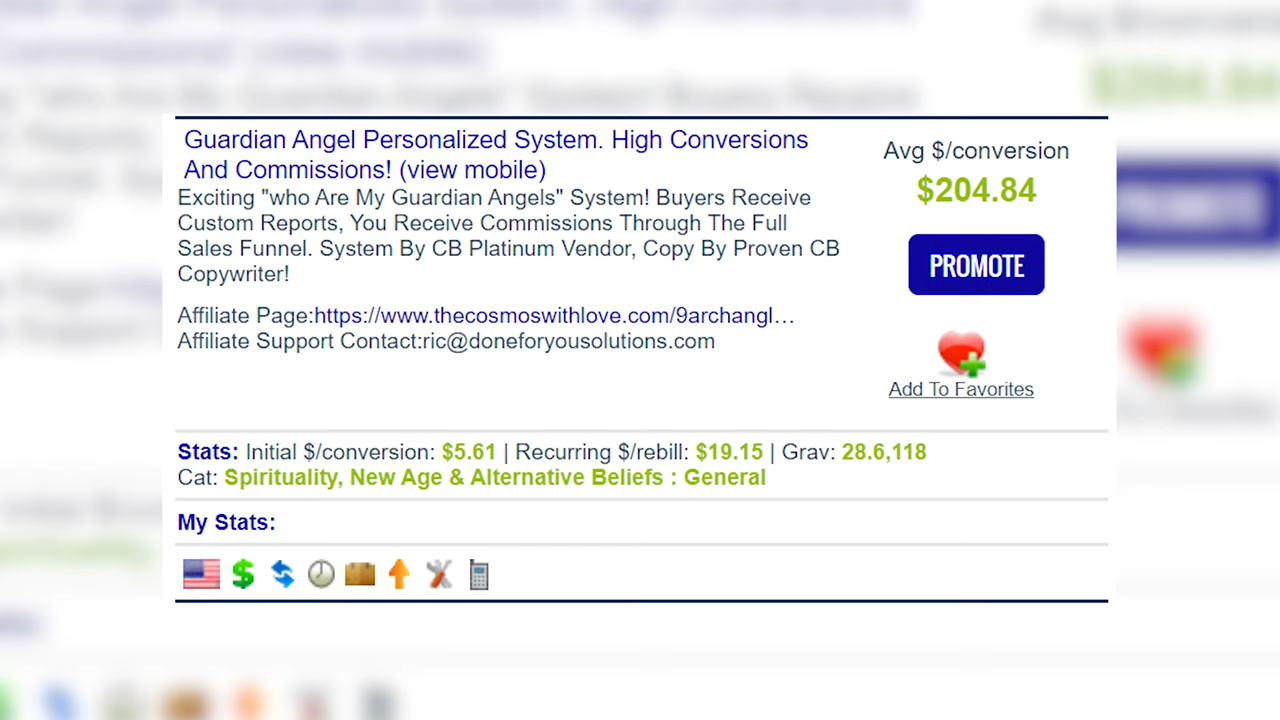 Guardian Angel Personalized System. High Conversions
And Commissions! (view mobile)
Exciting "who Are My Guardian Angels" System! Buyers Receive
Custom Reports, You Receive Commissions Through The Full
Sales Funnel. System By CB Platinum Vendor, Copy By Proven CB
Copywriter!
Affiliate Page:https://www.thecosmoswithlove.com/9archangl...
Affiliate Support Contact:ric@doneforyousolutions.com
Avg $/conversion
$204.84
PROMOTE
Add To Favorites
Stats: Initial $/conversion: $5.61 | Recurring $/rebill: $19.15 | Grav: 28.6,118
Cat: Spirituality, New Age & Alternative Beliefs : General
My Stats: